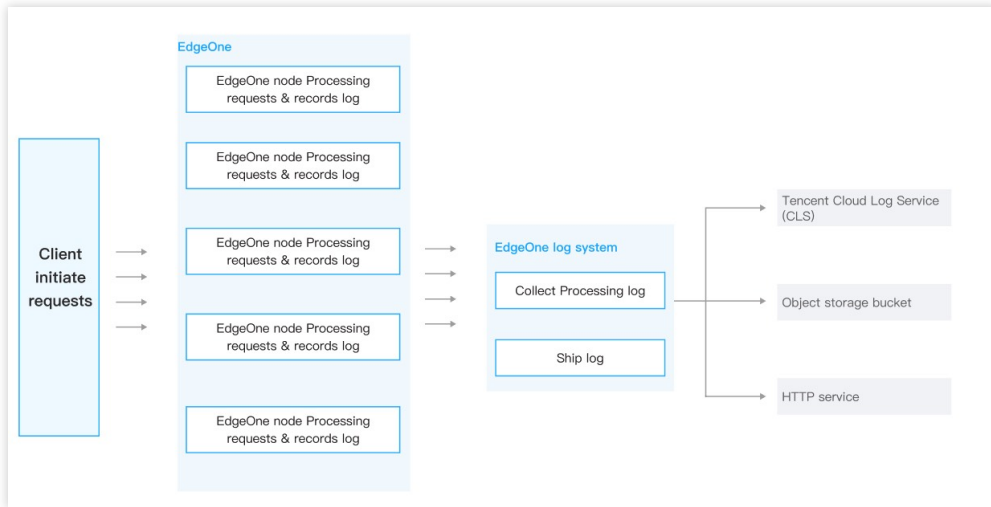 EdgeOne
EdgeOne node Processing
requests & records log
EdgeOne node Processing
requests & records log
EdgeOne node Processing
requests & records log
EdgeOne node Processing
requests & records log
EdgeOne node Processing
requests & records log
Client
initiate
requests
EdgeOne log system
Collect Processing log
Ship log
Tencent Cloud Log Service
(CLS)
Object storage bucket
HTTP service